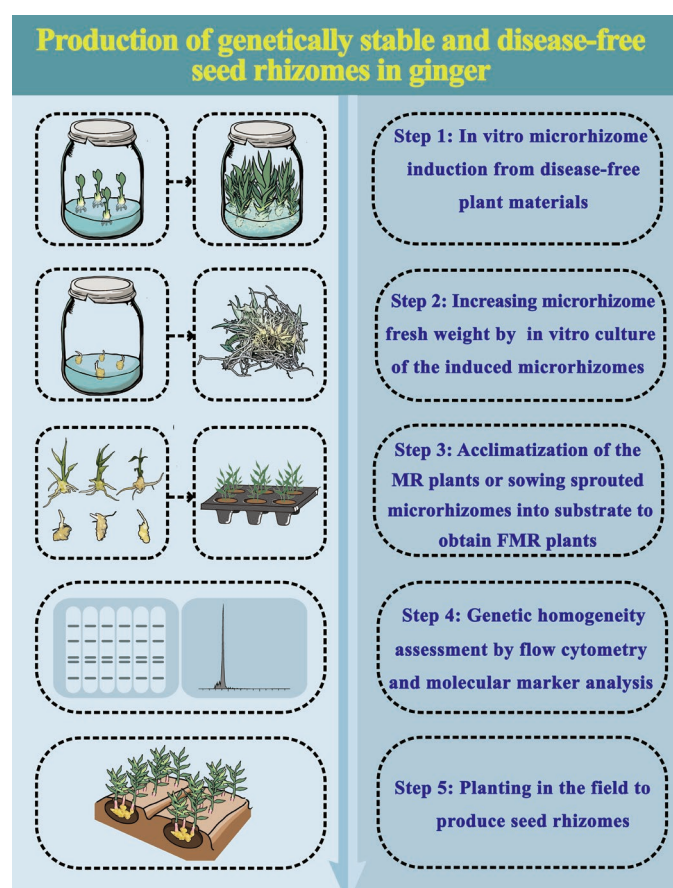 Production of genetically stable and disease-free
seed rhizomes in ginger
Step 1: In vitro microrhizome
induction from disease-free
plant materials
Step 2: Increasing microrhizome
fresh weight by in vitro culture
of the induced microrhizomes
Step 3: Acclimatization of the
MR plants or sowing sprouted
microrhizomes into substrate to
obtain FMR plants
Step 4: Genetic homogeneity
assessment by flow cytometry
and molecular marker analysis
Step 5: Planting in the field to
produce seed rhizomes